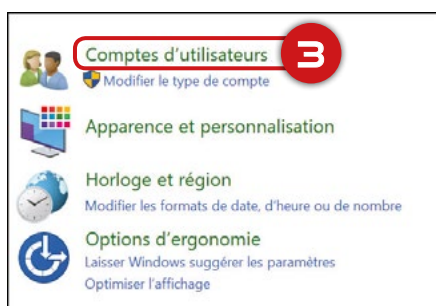 Comptes d'utilisateurs 3
Modifier le type de compte
Apparence et personnalisation
Horloge et région
Modifier les formats de date, d'heure ou de nombre
Options d'ergonomie
Laisser Windows suggérer les paramètres
Optimiser l'affichage